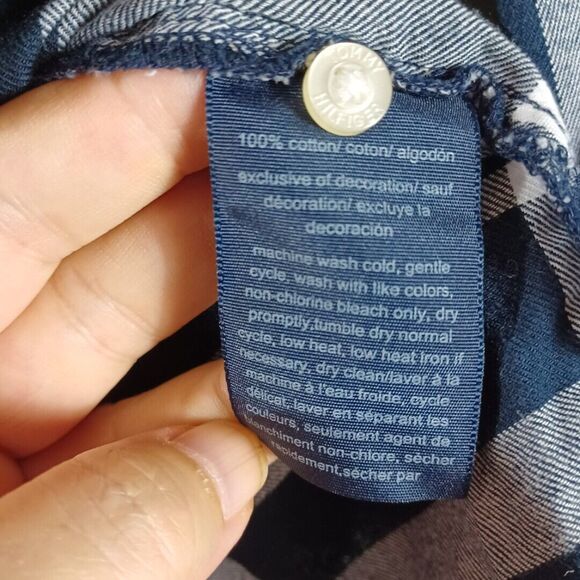 TOMMY
HILFIGER
100% cotton/ coton/ algodón
exclusive of decoration/ sauf
décoration/ excluye la
decoración
machine wash cold, gentle
cycle, wash with like colors,
non-chlorine bleach only, dry
promptly,tumble dry normal
cycle, low heat, low heat iron if
necessary, dry clean/laver à la
machine à l'eau froide, cycle
délicat, laver en séparant les
couleurs, seulement agent de
blanchiment non-chlore, sécher
rapidement,sécher par